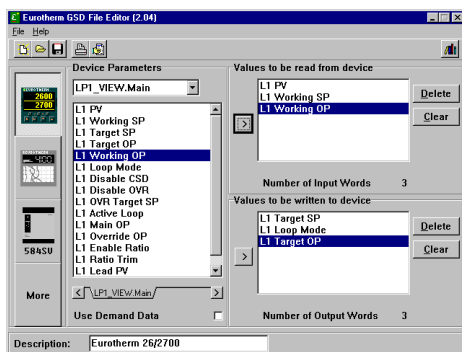 Eurotherm GSD File Editor (2.04)
File Help
EUROTHERM
2600
2700
584SV
More
Device Parameters
LP1_VIEW.Main
L1 PV
L1 Working SP
L1 Target SP
L1 Target OP
L1 Working OP
L1 Loop Mode
L1 Disable CSD
L1 Disable OVR
L1 OVR Target SP
L1 Active Loop
L1 Main OP
L1 Override OP
L1 Enable Ratio
L1 Ratio Trim
L1 Lead PV
LP1_VIEW.Main
Use Demand Data
Values to be read from device
L1 PV
L1 Working SP
L1 Working OP
Delete
Clear
Number of Input Words 3
Values to be written to device
L1 Target SP
L1 Loop Mode
L1 Target OP
Delete
Clear
Number of Output Words 3
Description: Eurotherm 26/2700